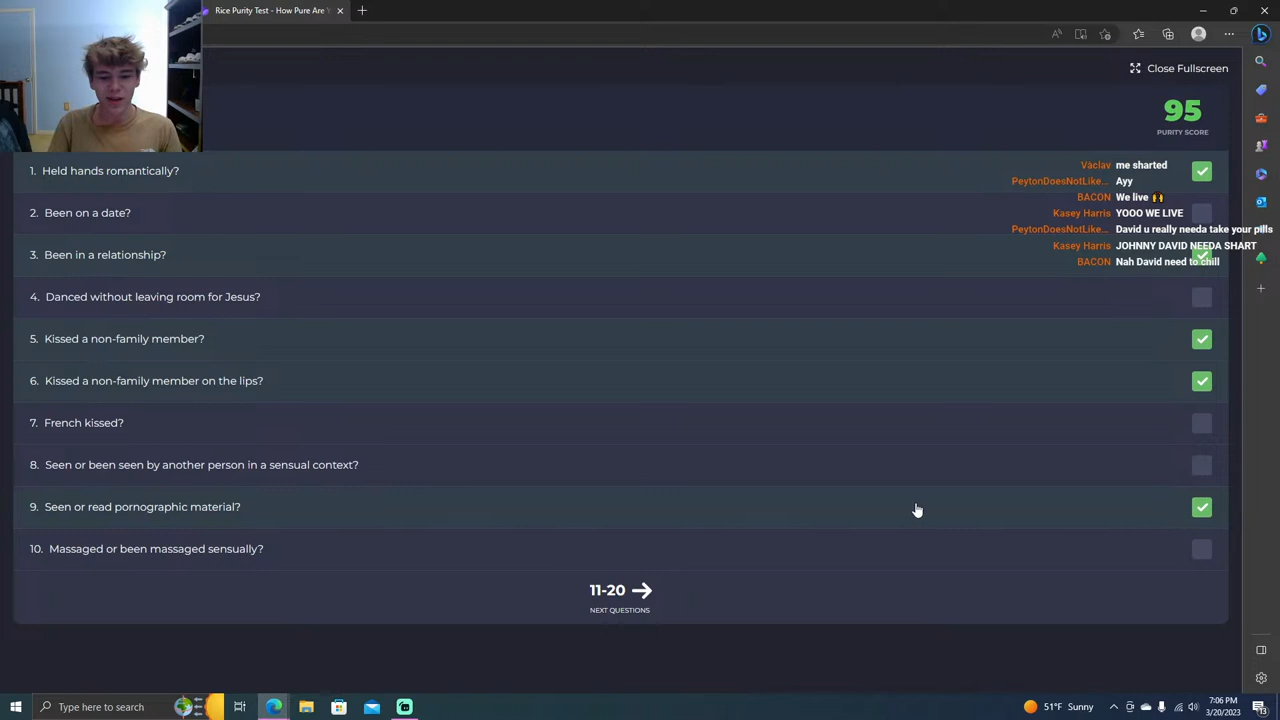 Rice Purity Test - How Pure Are
Close Fullscreen
95
PURITY SCORE
1. Held hands romantically?
2. Been on a date?
3. Been in a relationship?
4. Danced without leaving room for Jesus?
5. Kissed a non-family member?
6. Kissed a non-family member on the lips?
7. French kissed?
8. Seen or been seen by another person in a sensual context?
9. Seen or read pornographic material?
10. Massaged or been massaged sensually?
Václav me sharted
PeytonDoesNotLike... Ayy
BACON We live 🙌
Kasey Harris YOOO WE LIVE
PeytonDoesNotLike... David u really needa take your pills
Kasey Harris JOHNNY DAVID NEEDA SHART
BACON Nah David need to chill
11-20
NEXT QUESTIONS
Type here to search
51°F Sunny
7:06 PM
3/20/2023
13